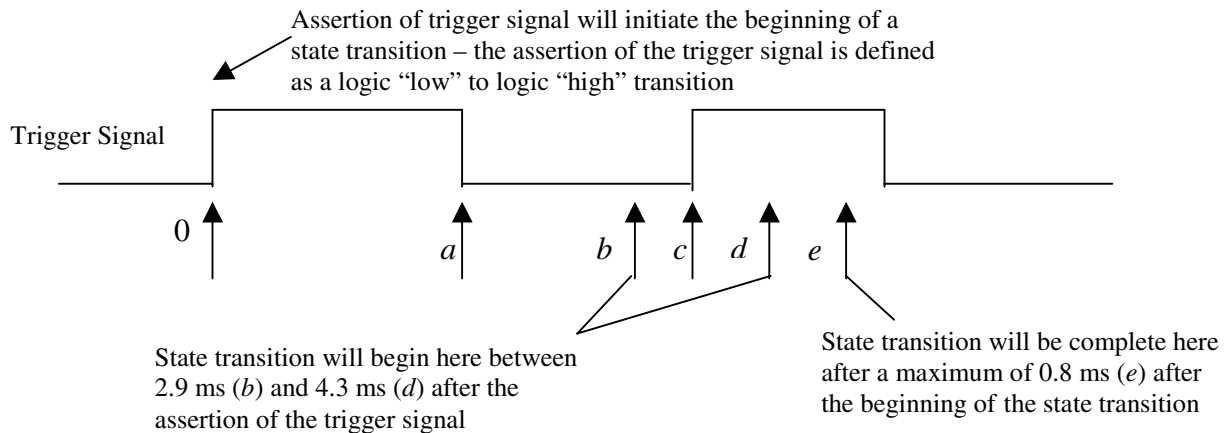 Assertion of trigger signal will initiate the beginning of a
state transition – the assertion of the trigger signal is defined
as a logic “low” to logic “high” transition
Trigger Signal
0
a
b
c
d
e
State transition will begin here between
2.9 ms (b) and 4.3 ms (d) after the
assertion of the trigger signal
State transition will be complete here
after a maximum of 0.8 ms (e) after
the beginning of the state transition